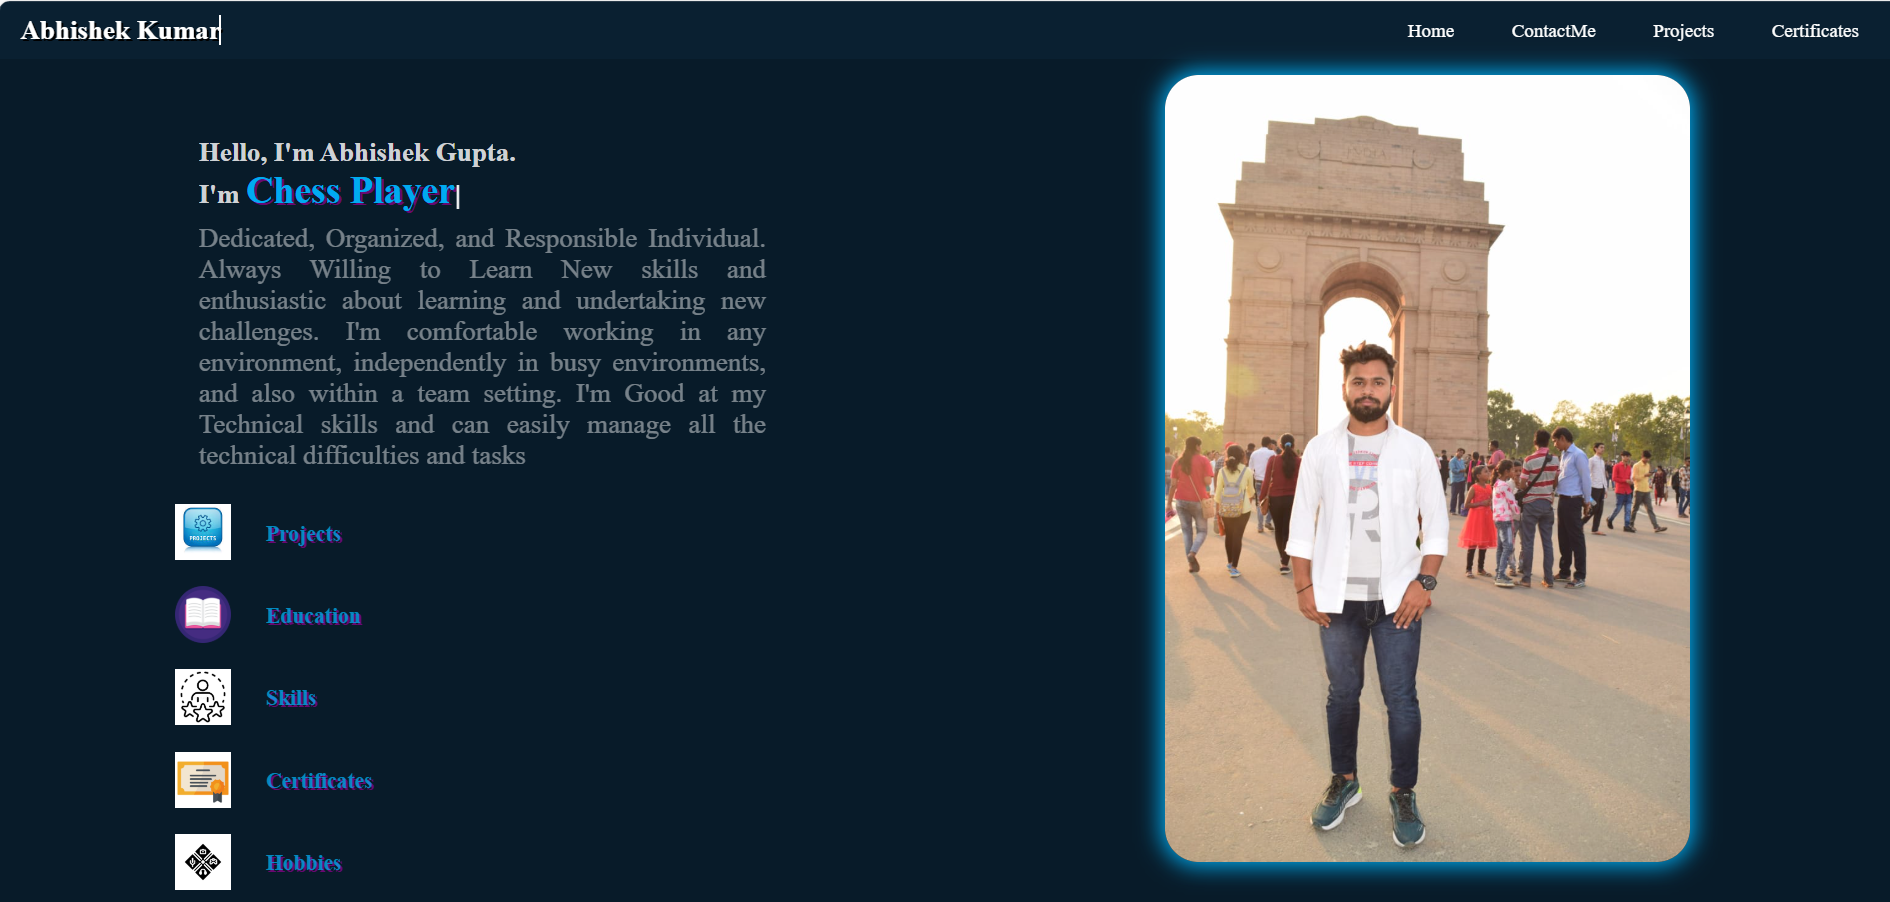 Abhishek Kumar
Home ContactMe Projects Certificates
Hello, I'm Abhishek Gupta.
I'm Chess Player
Dedicated, Organized, and Responsible Individual.
Always Willing to Learn New skills and
enthusiastic about learning and undertaking new
challenges. I'm comfortable working in any
environment, independently in busy environments,
and also within a team setting. I'm Good at my
Technical skills and can easily manage all the
technical difficulties and tasks
PROJECTS
Projects
Education
Skills
Certificates
Hobbies